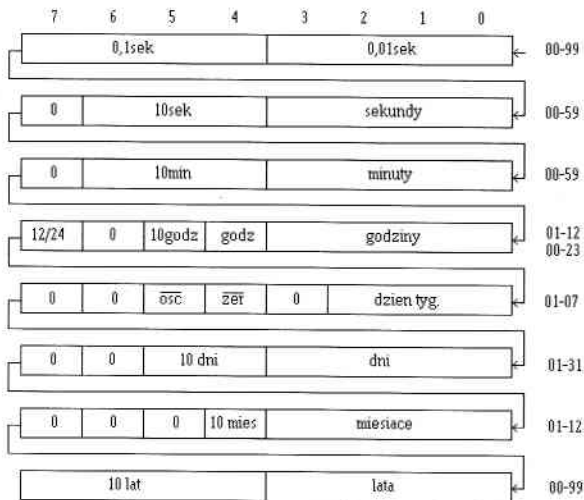 7 6 5 4 3 2 1 0
0,1sek 0,01sek 00-99
0 10sek sekundy 00-59
0 10min minuty 00-59
12/24 0 10godz godz godziny 01-12
00-23
0 0 osc zer 0 dzien tyg. 01-07
0 0 10 dni dni 01-31
0 0 0 10 mies miesiace 01-12
10 lat lata 00-99